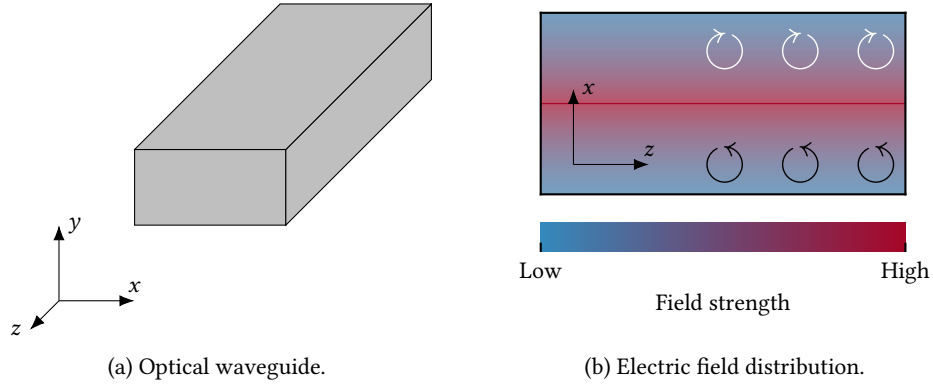 y
x
z
(a) Optical waveguide.
x
z
Low
High
Field strength
(b) Electric field distribution.